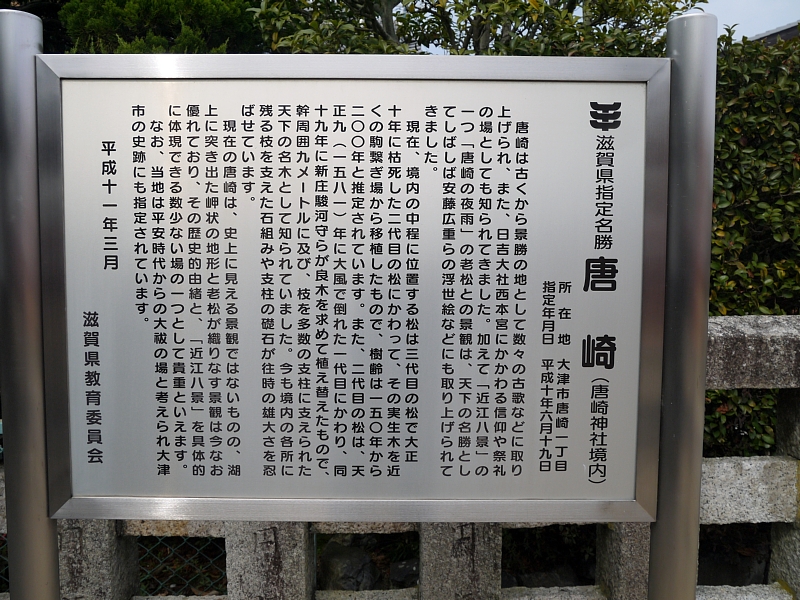 滋賀県指定名勝 唐崎(唐崎神社境内)
所在地 大津市唐崎一丁目
指定年月日 平成十年六月十九日
唐崎は古くから景勝の地として数々の古歌などに取り
上げられ、また、日吉大社西本宮にかかわる信仰や祭礼
の場としても知られてきました。加えて「近江八景」の
一つ「唐崎の夜雨」の老松との景観は、天下の名勝とし
てしばしば安藤広重らの浮世絵などにも取り上げられて
きました。
現在、境内の中程に位置する松は三代目の松で大正
十年に枯死した二代目の松にかわって、その実生木を近
くの駒繋ぎ場から移植したもので、樹齢は一五〇年から
二〇〇年と推定されています。また、二代目の松は、天
正九(一五八一)年に大風で倒れた一代目にかわり、同
十九年に新庄駿河守らが良木を求めて植え替えたもので、
幹周囲九メートルに及び、枝を多数の支柱に支えられた
天下の名木として知られていました。今も境内の各所に
残る枝を支えた石組みや支柱の礎石が往時の雄大さを忍
ばせています。
現在の唐崎は、史上に見える景観ではないものの、湖
上に突き出た岬状の地形と老松が織りなす景観は今なお
優れており、その歴史的由緒と、「近江八景」を具体的
に体現できる数少ない場の一つとして貴重といえます。
なお、当地は平安時代からの大祓の場と考えられ大津
市の史跡にも指定されています。
平成十一年三月
滋賀県教育委員会